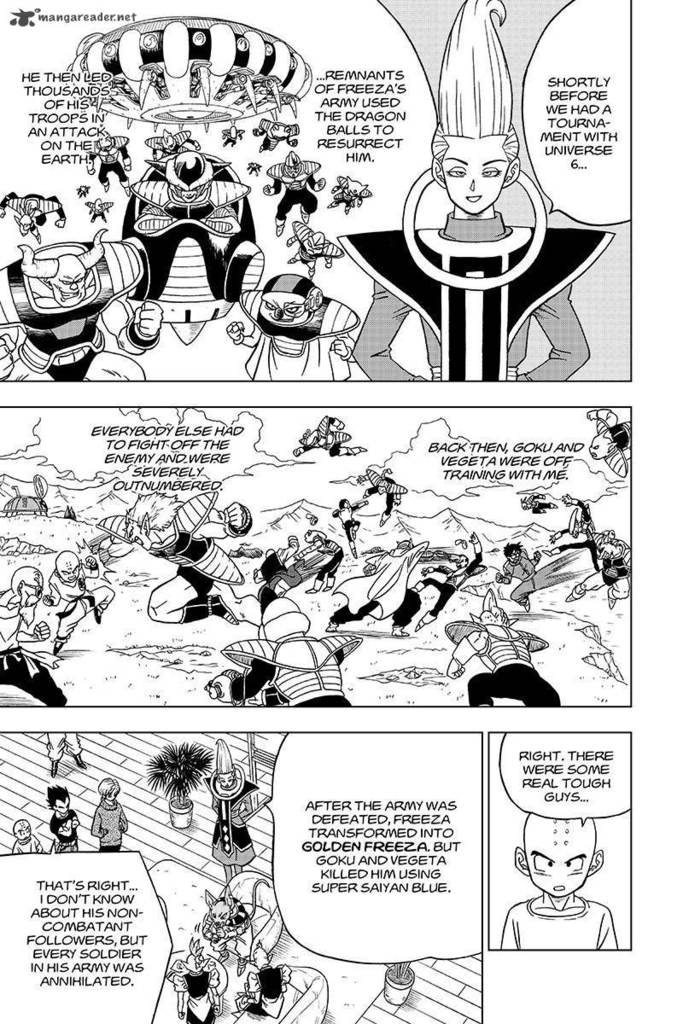 mangareader.net
SHORTLY
BEFORE
WE HAD A
TOURNA-
MENT WITH
UNIVERSE
6...
...REMNANTS
OF FREEZA'S
ARMY USED
THE DRAGON
BALLS TO
RESURRECT
HIM.
HE THEN LED
THOUSANDS
OF HIS
TROOPS IN
AN ATTACK
ON THE
EARTH.
BACK THEN, GOKU AND
VEGETA WERE OFF
TRAINING WITH ME.
EVERYBODY ELSE HAD
TO FIGHT OFF THE
ENEMY AND WERE
SEVERELY
OUTNUMBERED.
RIGHT. THERE
WERE SOME
REAL TOUGH
GUYS...
AFTER THE ARMY WAS
DEFEATED, FREEZA
TRANSFORMED INTO
GOLDEN FREEZA. BUT
GOKU AND VEGETA
KILLED HIM USING
SUPER SAIYAN BLUE.
THAT'S RIGHT...
I DON'T KNOW
ABOUT HIS NON-
COMBATANT
FOLLOWERS, BUT
EVERY SOLDIER
IN HIS ARMY WAS
ANNIHILATED.